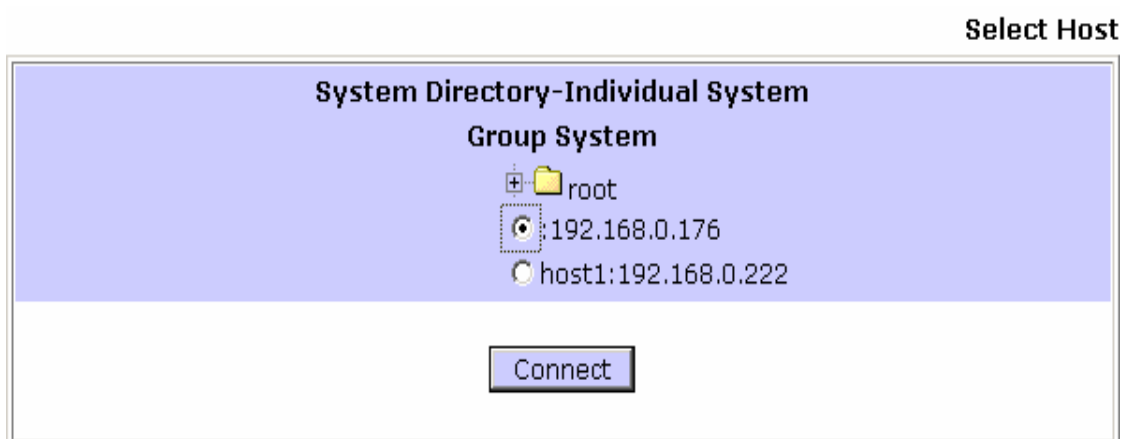 Select Host
System Directory-Individual System
Group System
root
:192.168.0.176
host1:192.168.0.222
Connect